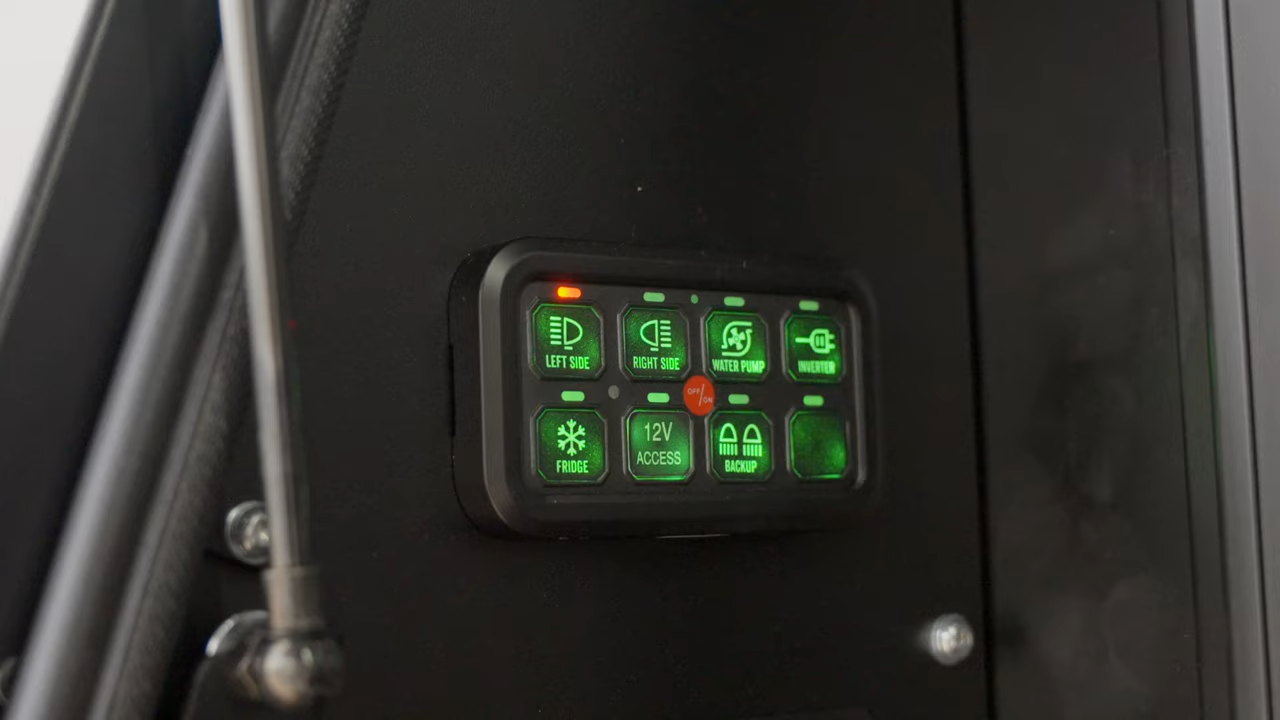 LEFT SIDE
RIGHT SIDE
WATER PUMP
INVERTER
OFF/ON
FRIDGE
12V
ACCESS
BACKUP